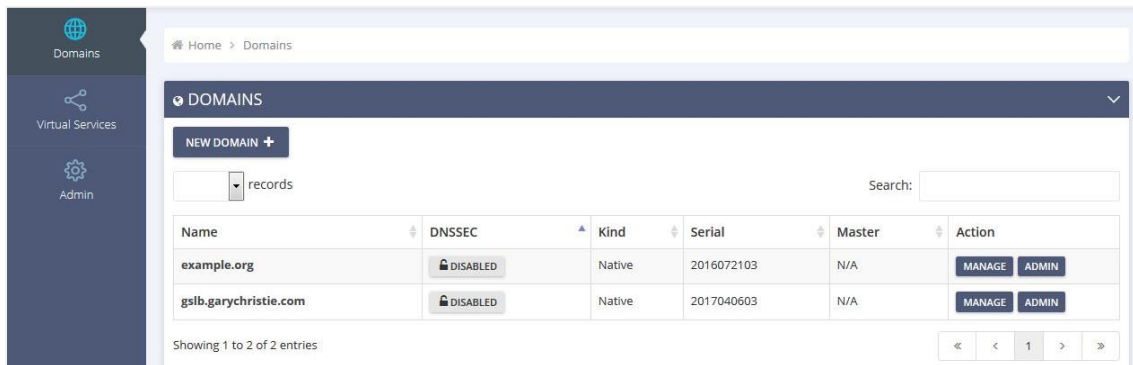 Domains
Virtual Services
Admin
Home > Domains
DOMAINS
NEW DOMAIN +
records
Search:
Name DNSSEC Kind Serial Master Action
example.org DISABLED Native 2016072103 N/A MANAGE ADMIN
gslb.garychristie.com DISABLED Native 2017040603 N/A MANAGE ADMIN
Showing 1 to 2 of 2 entries
« < 1 > »